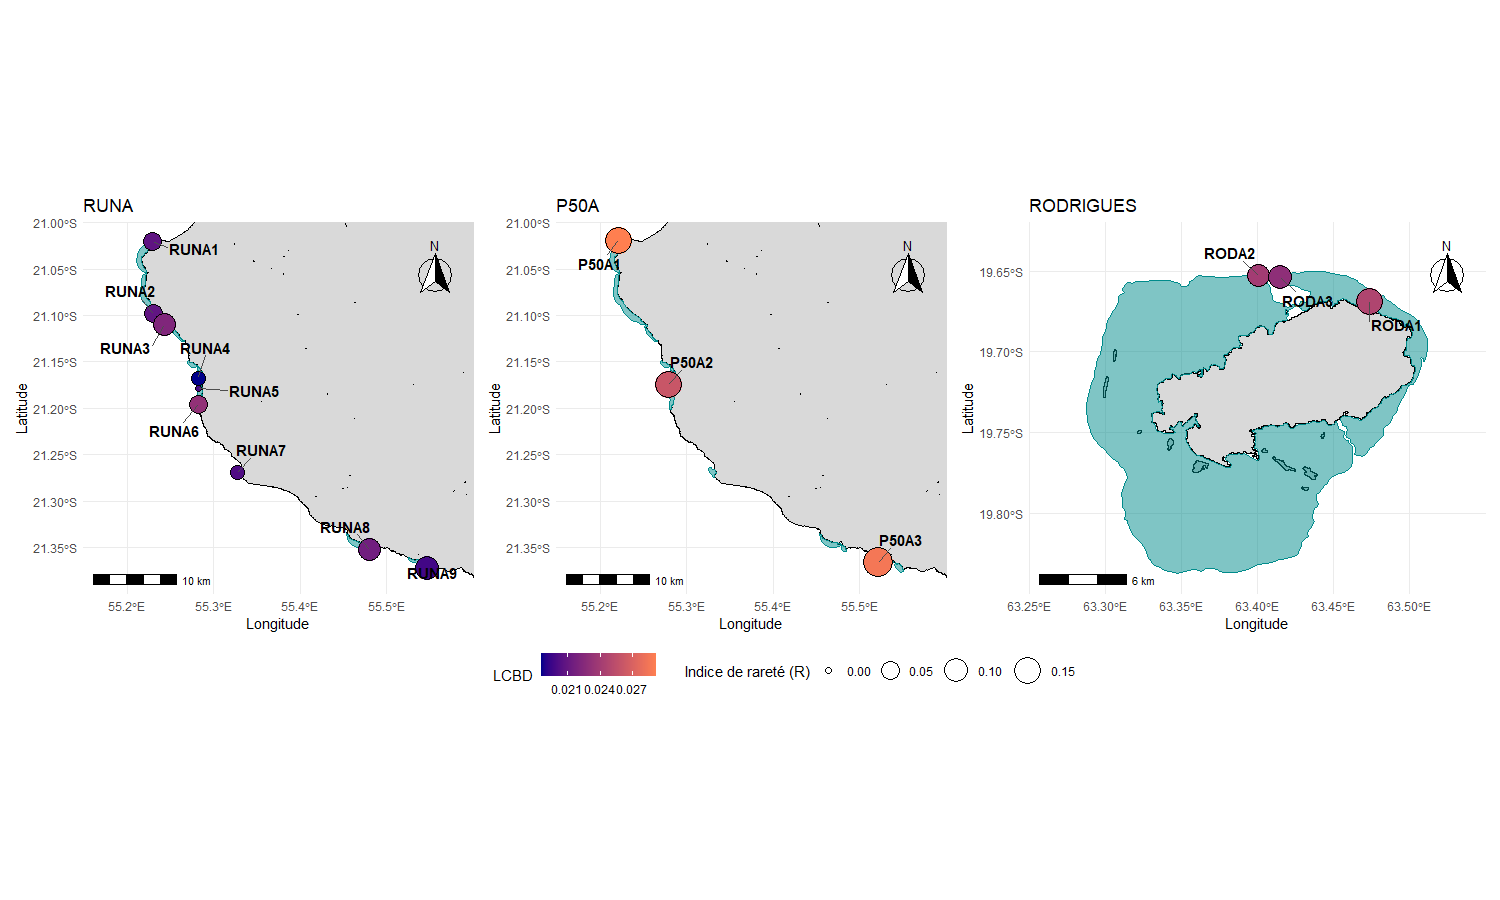 RUNA
P50A
RODRIGUES
21.00°S
21.05°S
21.10°S
21.15°S
21.20°S
21.25°S
21.30°S
21.35°S
Latitude
RUNA1
RUNA2
RUNA3
RUNA4
RUNA5
RUNA6
RUNA7
RUNA8
RUNA9
N
10 km
55.2°E
55.3°E
55.4°E
55.5°E
Longitude
21.00°S
21.05°S
21.10°S
21.15°S
21.20°S
21.25°S
21.30°S
21.35°S
Latitude
P50A1
P50A2
P50A3
N
10 km
55.2°E
55.3°E
55.4°E
55.5°E
Longitude
19.65°S
19.70°S
19.75°S
19.80°S
Latitude
RODA2
RODA3
RODA1
N
6 km
63.25°E
63.30°E
63.35°E
63.40°E
63.45°E
63.50°E
Longitude
LCBD
0.021 0.024 0.027
Indice de rareté (R)
0.00
0.05
0.10
0.15